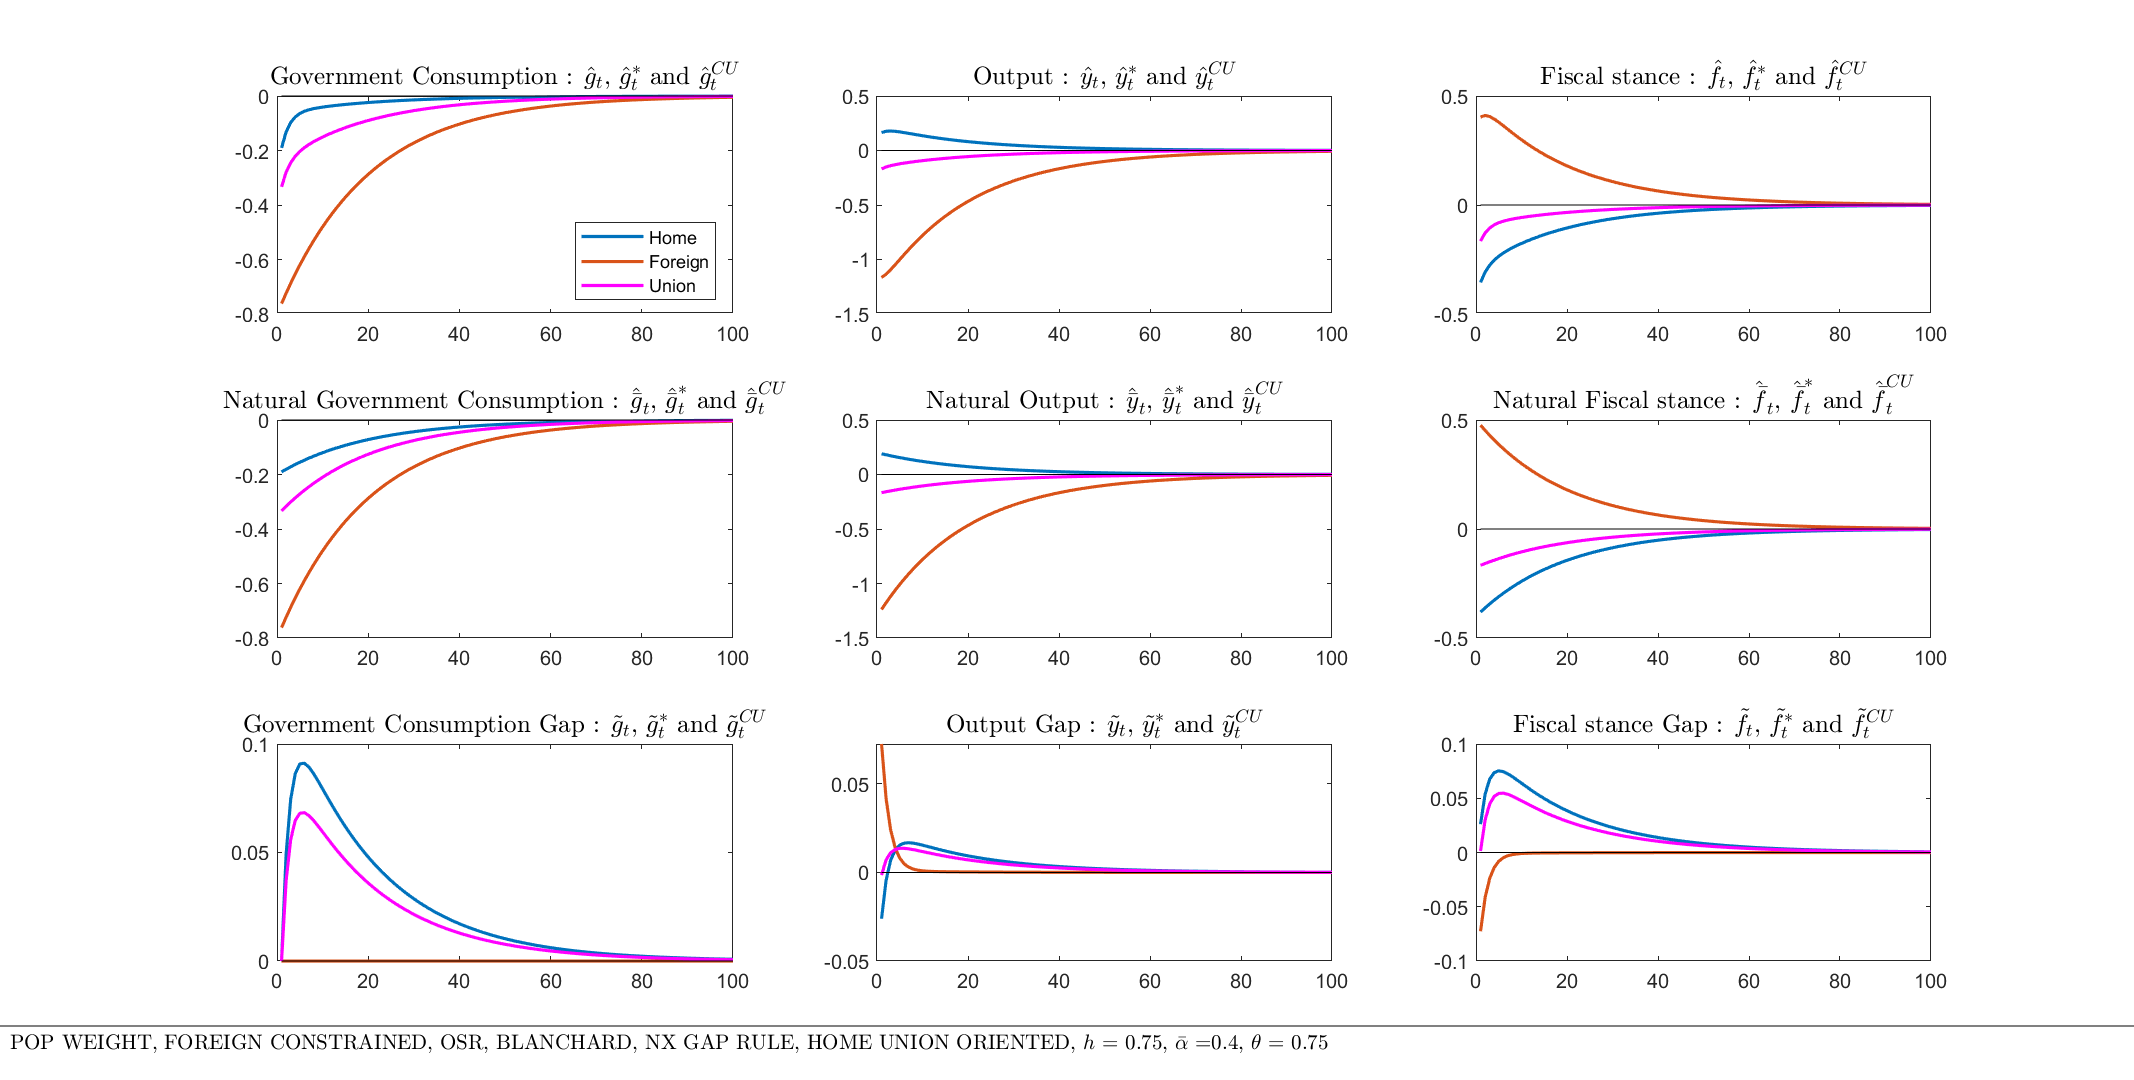 Government Consumption : ĝₜ, ĝₜ* and ĝₜᶜᵁ
Output : ŷₜ, ŷₜ* and ŷₜᶜᵁ
Fiscal stance : f̂ₜ, f̂ₜ* and f̂ₜᶜᵁ
0
-0.2
-0.4
-0.6
-0.8
0 20 40 60 80 100
Home
Foreign
Union
0.5
0
-0.5
-1
-1.5
0 20 40 60 80 100
0.5
0
-0.5
0 20 40 60 80 100
Natural Government Consumption : ḡ̂ₜ, ḡ̂ₜ* and ḡ̂ₜᶜᵁ
Natural Output : ȳ̂ₜ, ȳ̂ₜ* and ȳ̂ₜᶜᵁ
Natural Fiscal stance : f̄̂ₜ, f̄̂ₜ* and f̄̂ₜᶜᵁ
0
-0.2
-0.4
-0.6
-0.8
0 20 40 60 80 100
0.5
0
-0.5
-1
-1.5
0 20 40 60 80 100
0.5
0
-0.5
0 20 40 60 80 100
Government Consumption Gap : g̃ₜ, g̃ₜ* and g̃ₜᶜᵁ
Output Gap : ỹₜ, ỹₜ* and ỹₜᶜᵁ
Fiscal stance Gap : f̃ₜ, f̃ₜ* and f̃ₜᶜᵁ
0.1
0.05
0
0 20 40 60 80 100
0.05
0
-0.05
0 20 40 60 80 100
0.1
0.05
0
-0.05
-0.1
0 20 40 60 80 100
POP WEIGHT, FOREIGN CONSTRAINED, OSR, BLANCHARD, NX GAP RULE, HOME UNION ORIENTED, h = 0.75, ᾱ =0.4, θ = 0.75